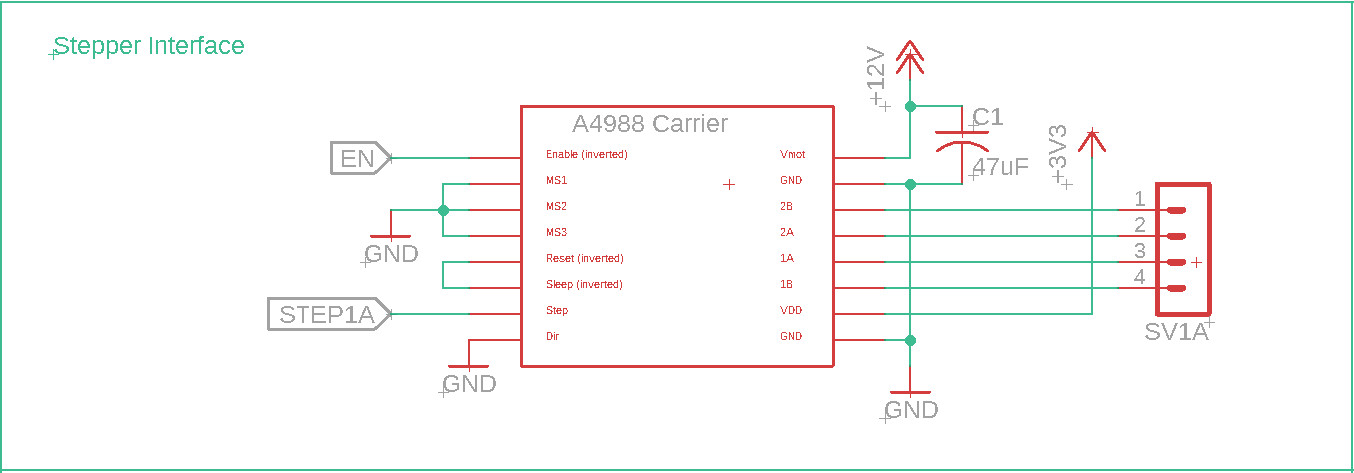 Stepper Interface
+12V
C1
47uF
+3V3
A4988 Carrier
EN
Enable (inverted)
MS1
MS2
MS3
Reset (inverted)
Sleep (inverted)
Step
Dir
Vmot
GND
2B
2A
1A
1B
VDD
GND
GND
STEP1A
GND
GND
1
2
3
4
SV1A